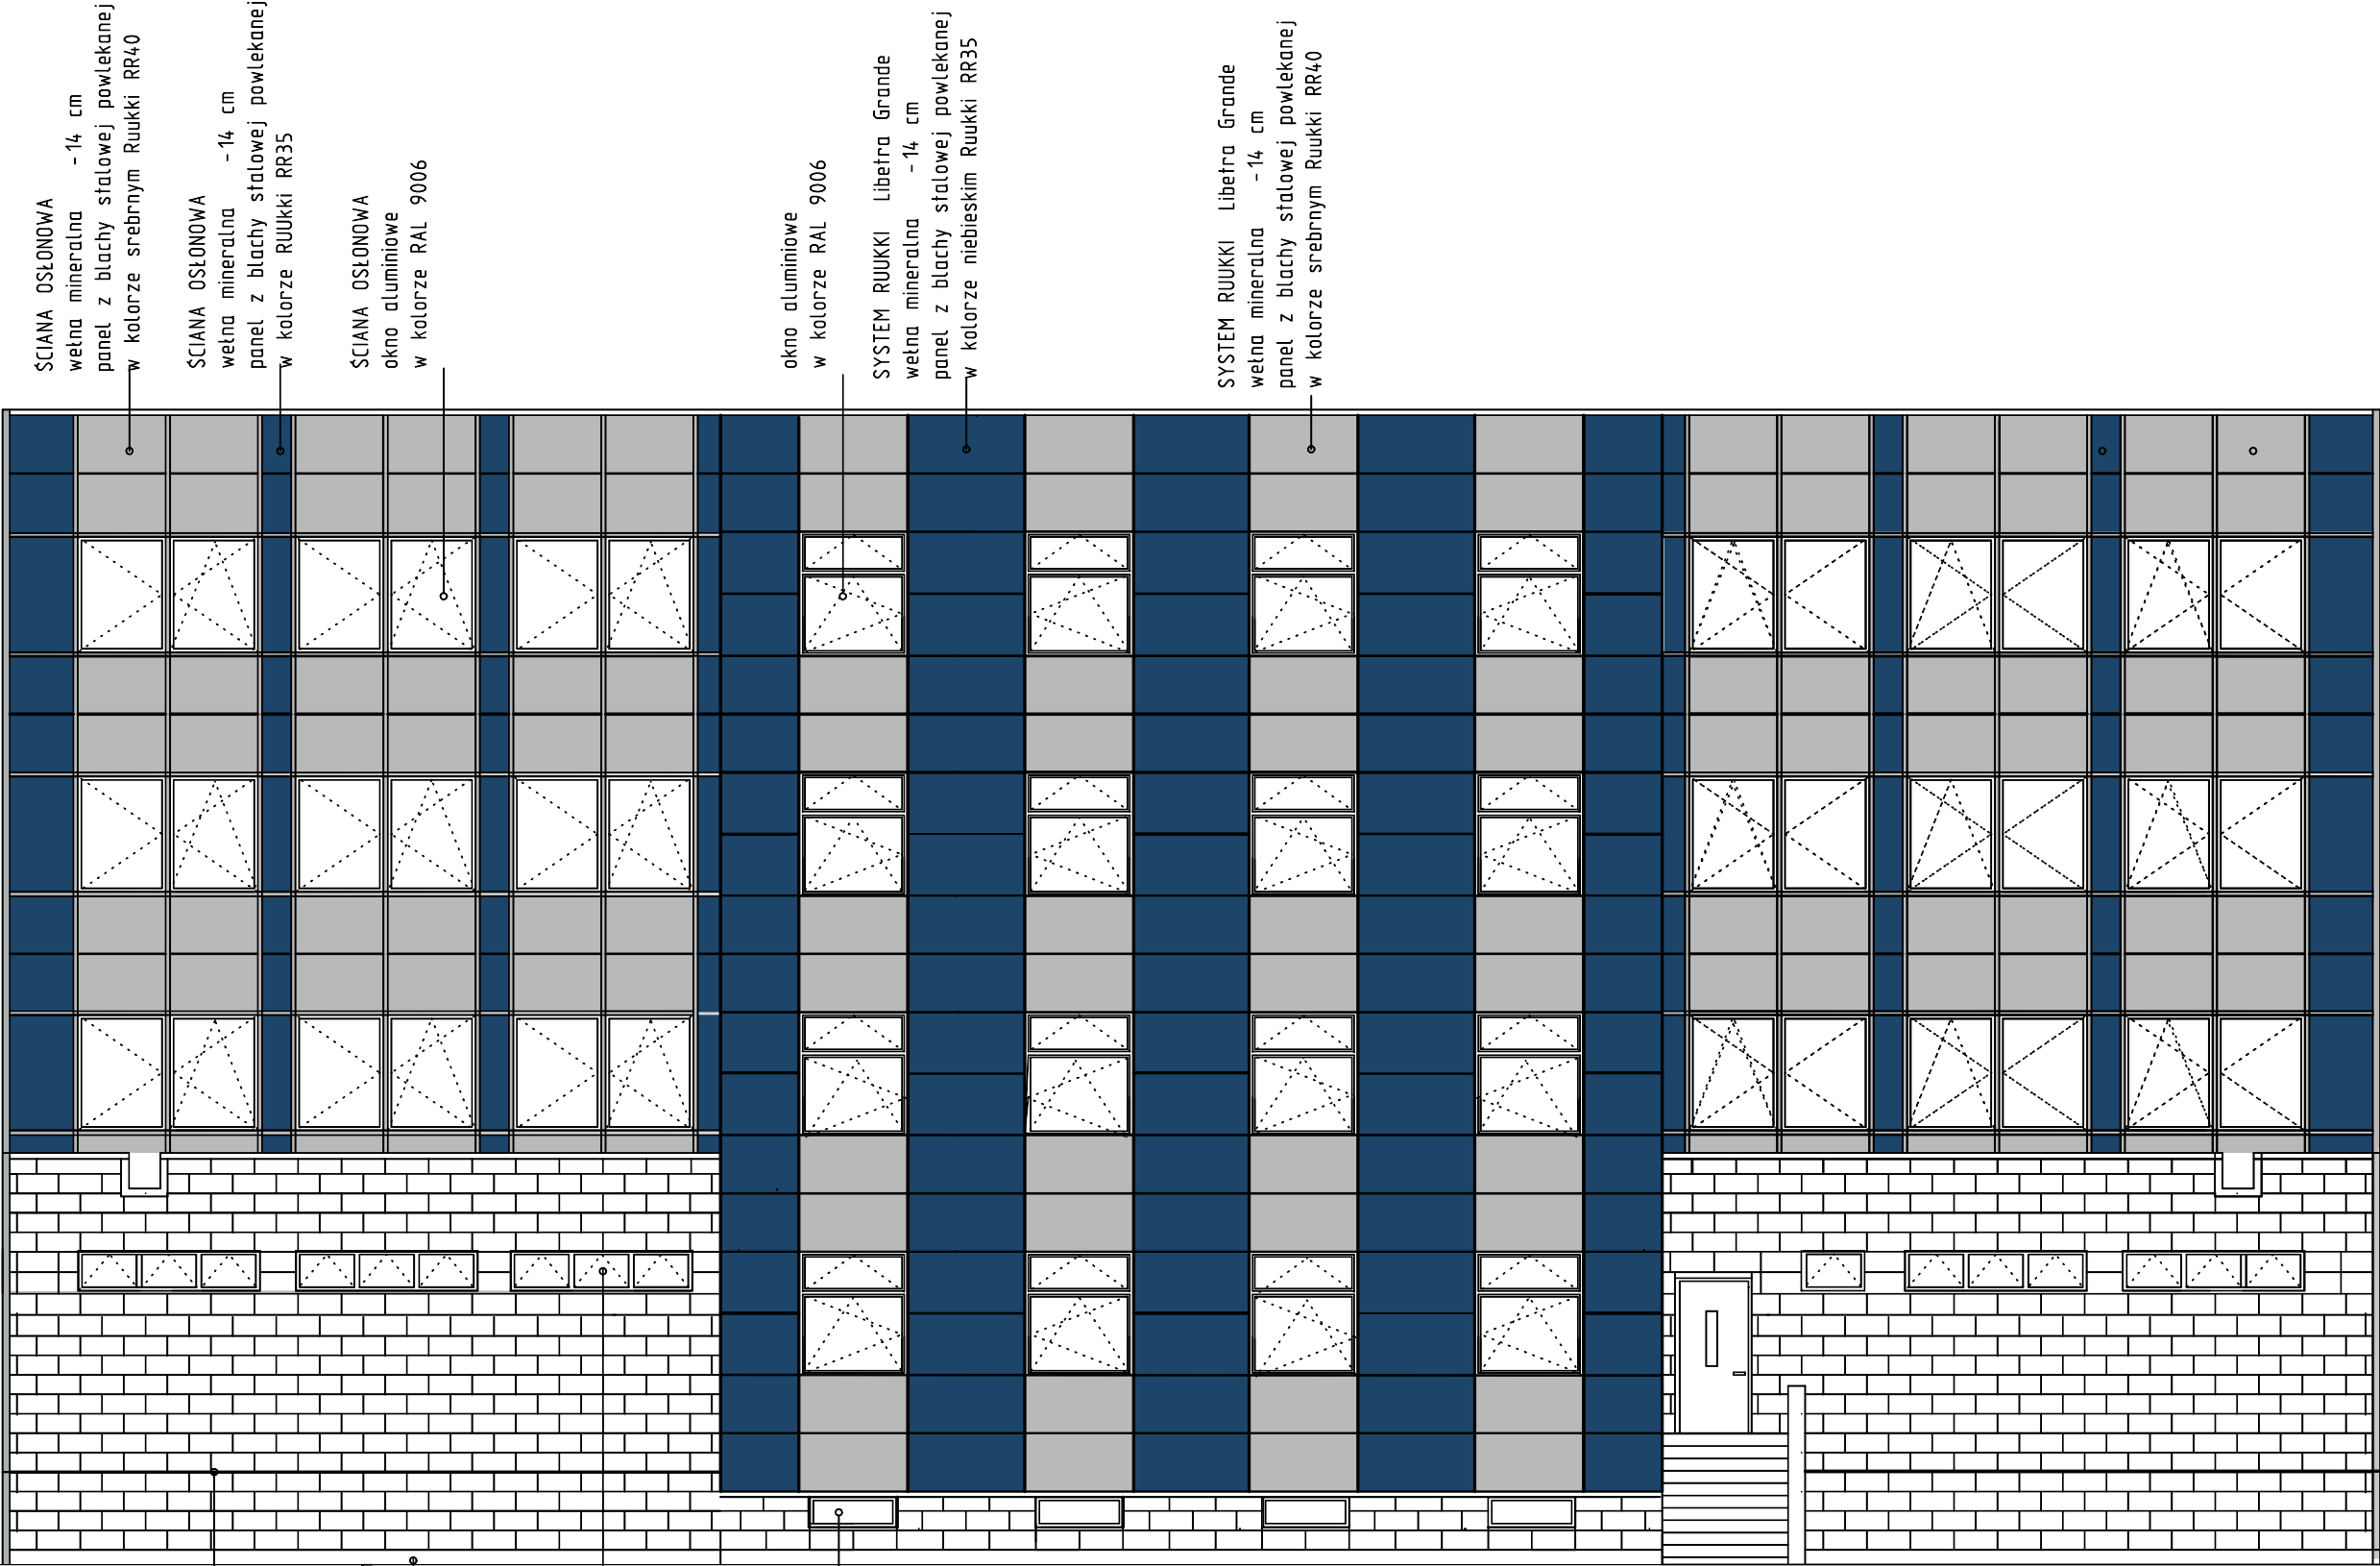 ŚCIANA OSŁONOWA
wełna mineralna -14 cm
panel z blachy stalowej powlekanej
w kolorze srebrnym Ruukki RR40
ŚCIANA OSŁONOWA
wełna mineralna -14 cm
panel z blachy stalowej powlekanej
w kolorze RUUkki RR35
ŚCIANA OSŁONOWA
okno aluminiowe
w kolorze RAL 9006
okno aluminiowe
w kolorze RAL 9006
SYSTEM RUUKKI Libetra Grande
wełna mineralna -14 cm
panel z blachy stalowej powlekanej
w kolorze niebieskim Ruukki RR35
SYSTEM RUUKKI Libetra Grande
wełna mineralna -14 cm
panel z blachy stalowej powlekanej
w kolorze srebrnym Ruukki RR40